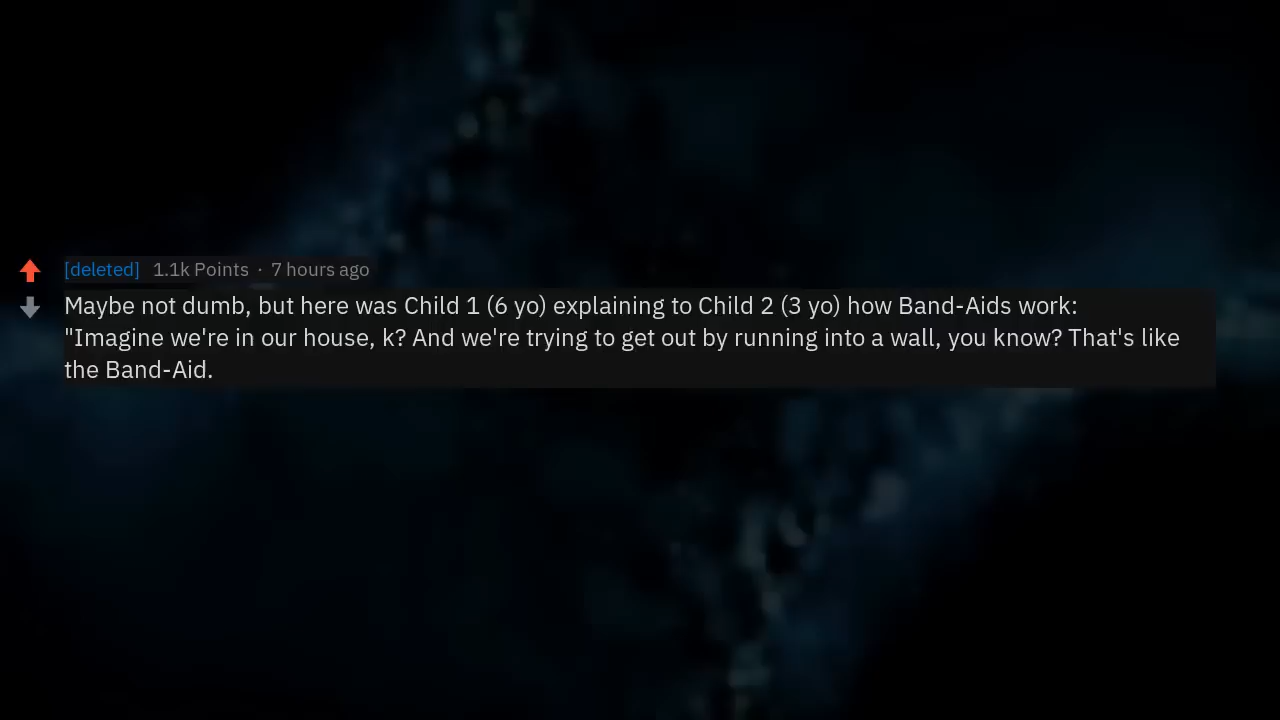 [deleted] 1.1k Points · 7 hours ago
Maybe not dumb, but here was Child 1 (6 yo) explaining to Child 2 (3 yo) how Band-Aids work:
"Imagine we're in our house, k? And we're trying to get out by running into a wall, you know? That's like
the Band-Aid.